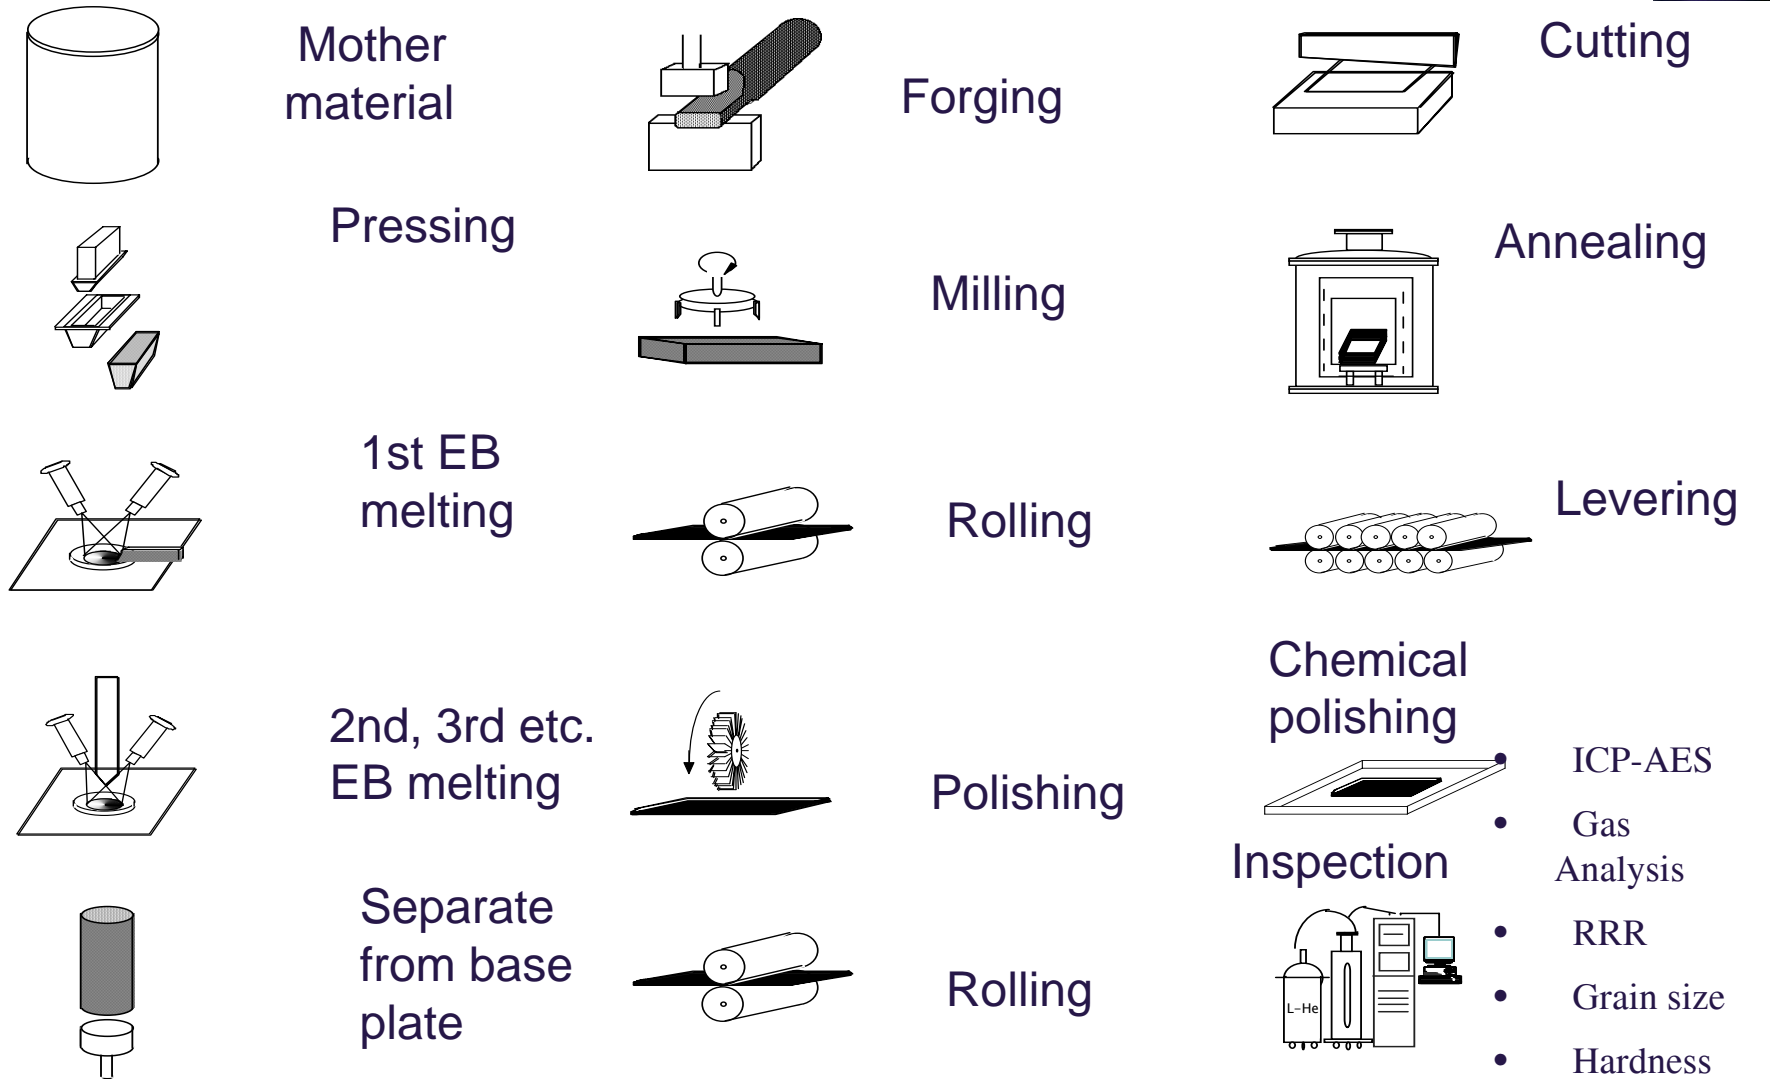 Mother
material
Pressing
1st EB
melting
2nd, 3rd etc.
EB melting
Separate
from base
plate
Forging
Milling
Rolling
Polishing
Rolling
Cutting
Annealing
Levering
Chemical
polishing
Inspection
L-He
• ICP-AES
• Gas
Analysis
• RRR
• Grain size
• Hardness